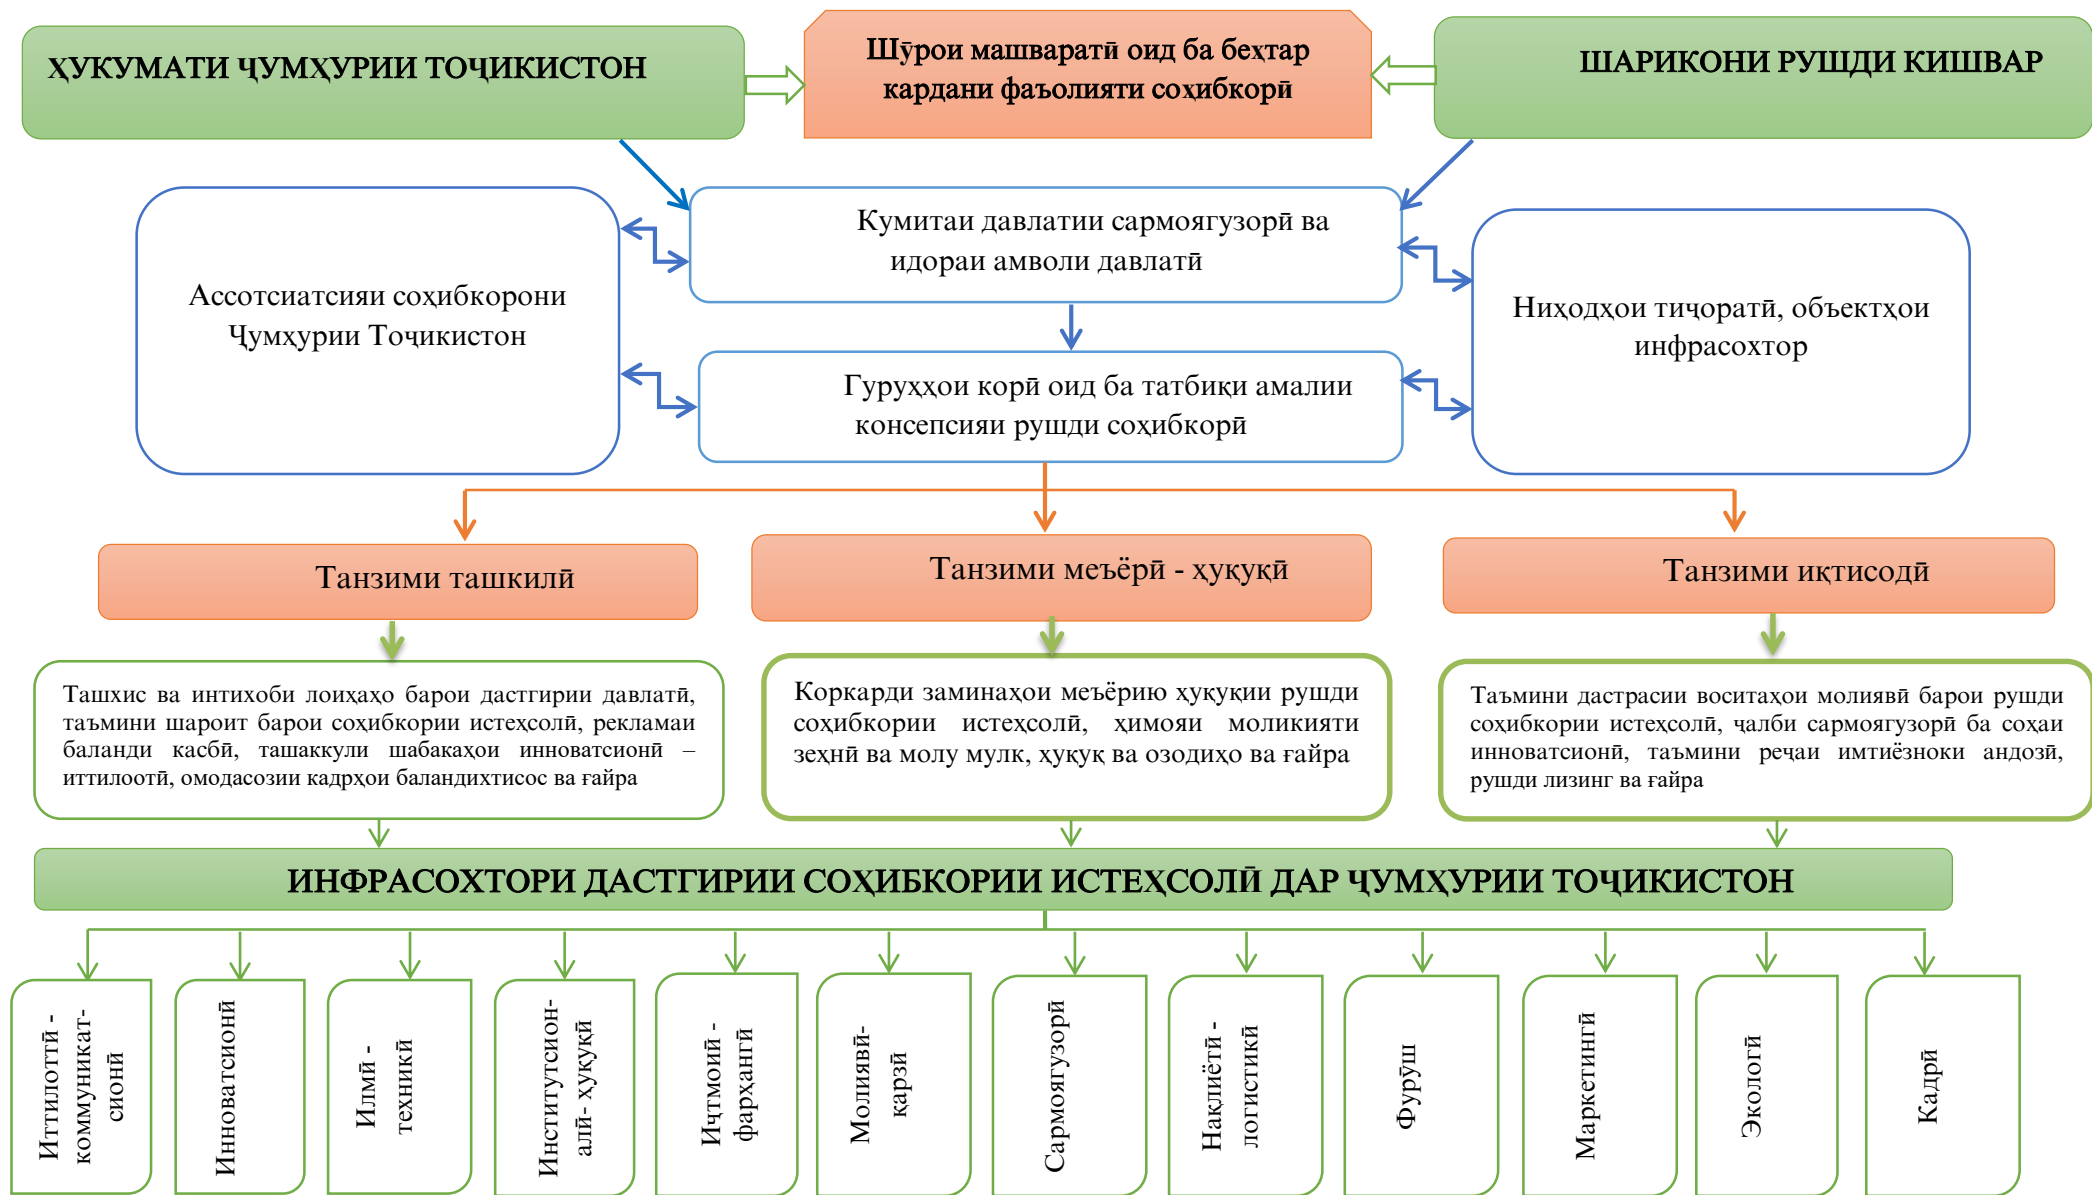 ҲУКУМАТИ ҶУМҲУРИИ ТОҶИКИСТОН
Шӯрои машваратӣ оид ба беҳтар
кардани фаъолияти соҳибкорӣ
ШАРИКОНИ РУШДИ КИШВАР
Ассотсиатсияи соҳибкорони
Ҷумҳурии Тоҷикистон
Кумитаи давлатии сармоягузорӣ ва
идораи амволи давлатӣ
Ниҳодҳои тиҷоратӣ, объектҳои
инфрасохтор
Гуруҳҳои корӣ оид ба татбиқи амалии
консепсияи рушди соҳибкорӣ
Танзими ташкилӣ
Танзими меъёрӣ - ҳуқуқӣ
Танзими иқтисодӣ
Ташхис ва интихоби лоиҳаҳо барои дастгирии давлатӣ,
таъмини шароит барои соҳибкории истеҳсолӣ, рекламаи
баланди касбӣ, ташаккули шабакаҳои инноватсионӣ –
иттилоотӣ, омодасозии кадрҳои баландихтисос ва ғайра
Коркарди заминаҳои меъёрию ҳуқуқии рушди
соҳибкории истеҳсолӣ, ҳимояи моликияти
зеҳнӣ ва молу мулк, ҳуқуқ ва озодиҳо ва ғайра
Таъмини дастрасии воситаҳои молиявӣ барои рушди
соҳибкории истеҳсолӣ, ҷалби сармоягузорӣ ба соҳаи
инноватсионӣ, таъмини реҷаи имтиёзноки андозӣ,
рушди лизинг ва ғайра
ИНФРАСОХТОРИ ДАСТГИРИИ СОҲИБКОРИИ ИСТЕҲСОЛӢ ДАР ҶУМҲУРИИ ТОҶИКИСТОН
Иттилоттӣ -
коммуникат-
сионӣ
Инноватсионӣ
Илмӣ -
техникӣ
Институтсион-
алӣ- ҳуқуқӣ
Иҷтмоиӣ -
фарҳангӣ
Молиявӣ-
қарзӣ
Сармоягузорӣ
Нақлиётӣ -
логистикӣ
Фурӯш
Маркетингӣ
Экологӣ
Кадрӣ